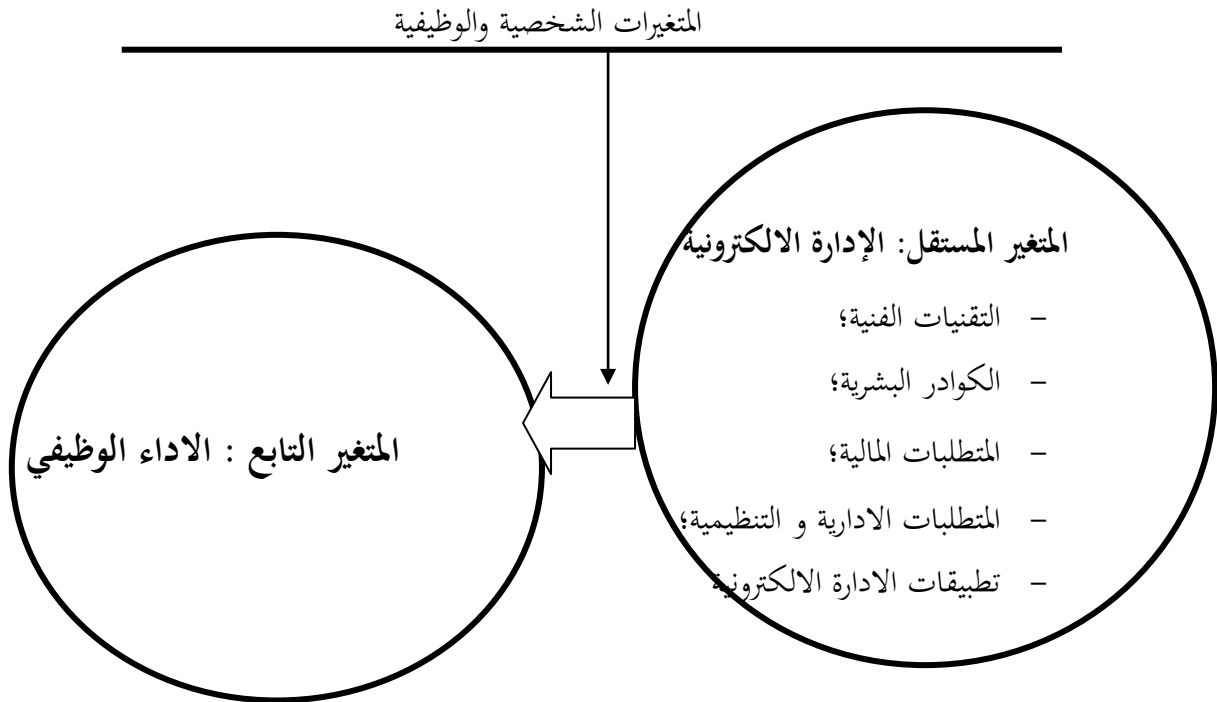 المتغيرات الشخصية والوظيفية
المتغير المستقل: الإدارة الالكترونية
– التقنيات الفنية؛
– الكوادر البشرية؛
– المتطلبات المالية؛
– المتطلبات الادارية و التنظيمية؛
– تطبيقات الادارة الالكترونية
المتغير التابع : الاداء الوظيفي